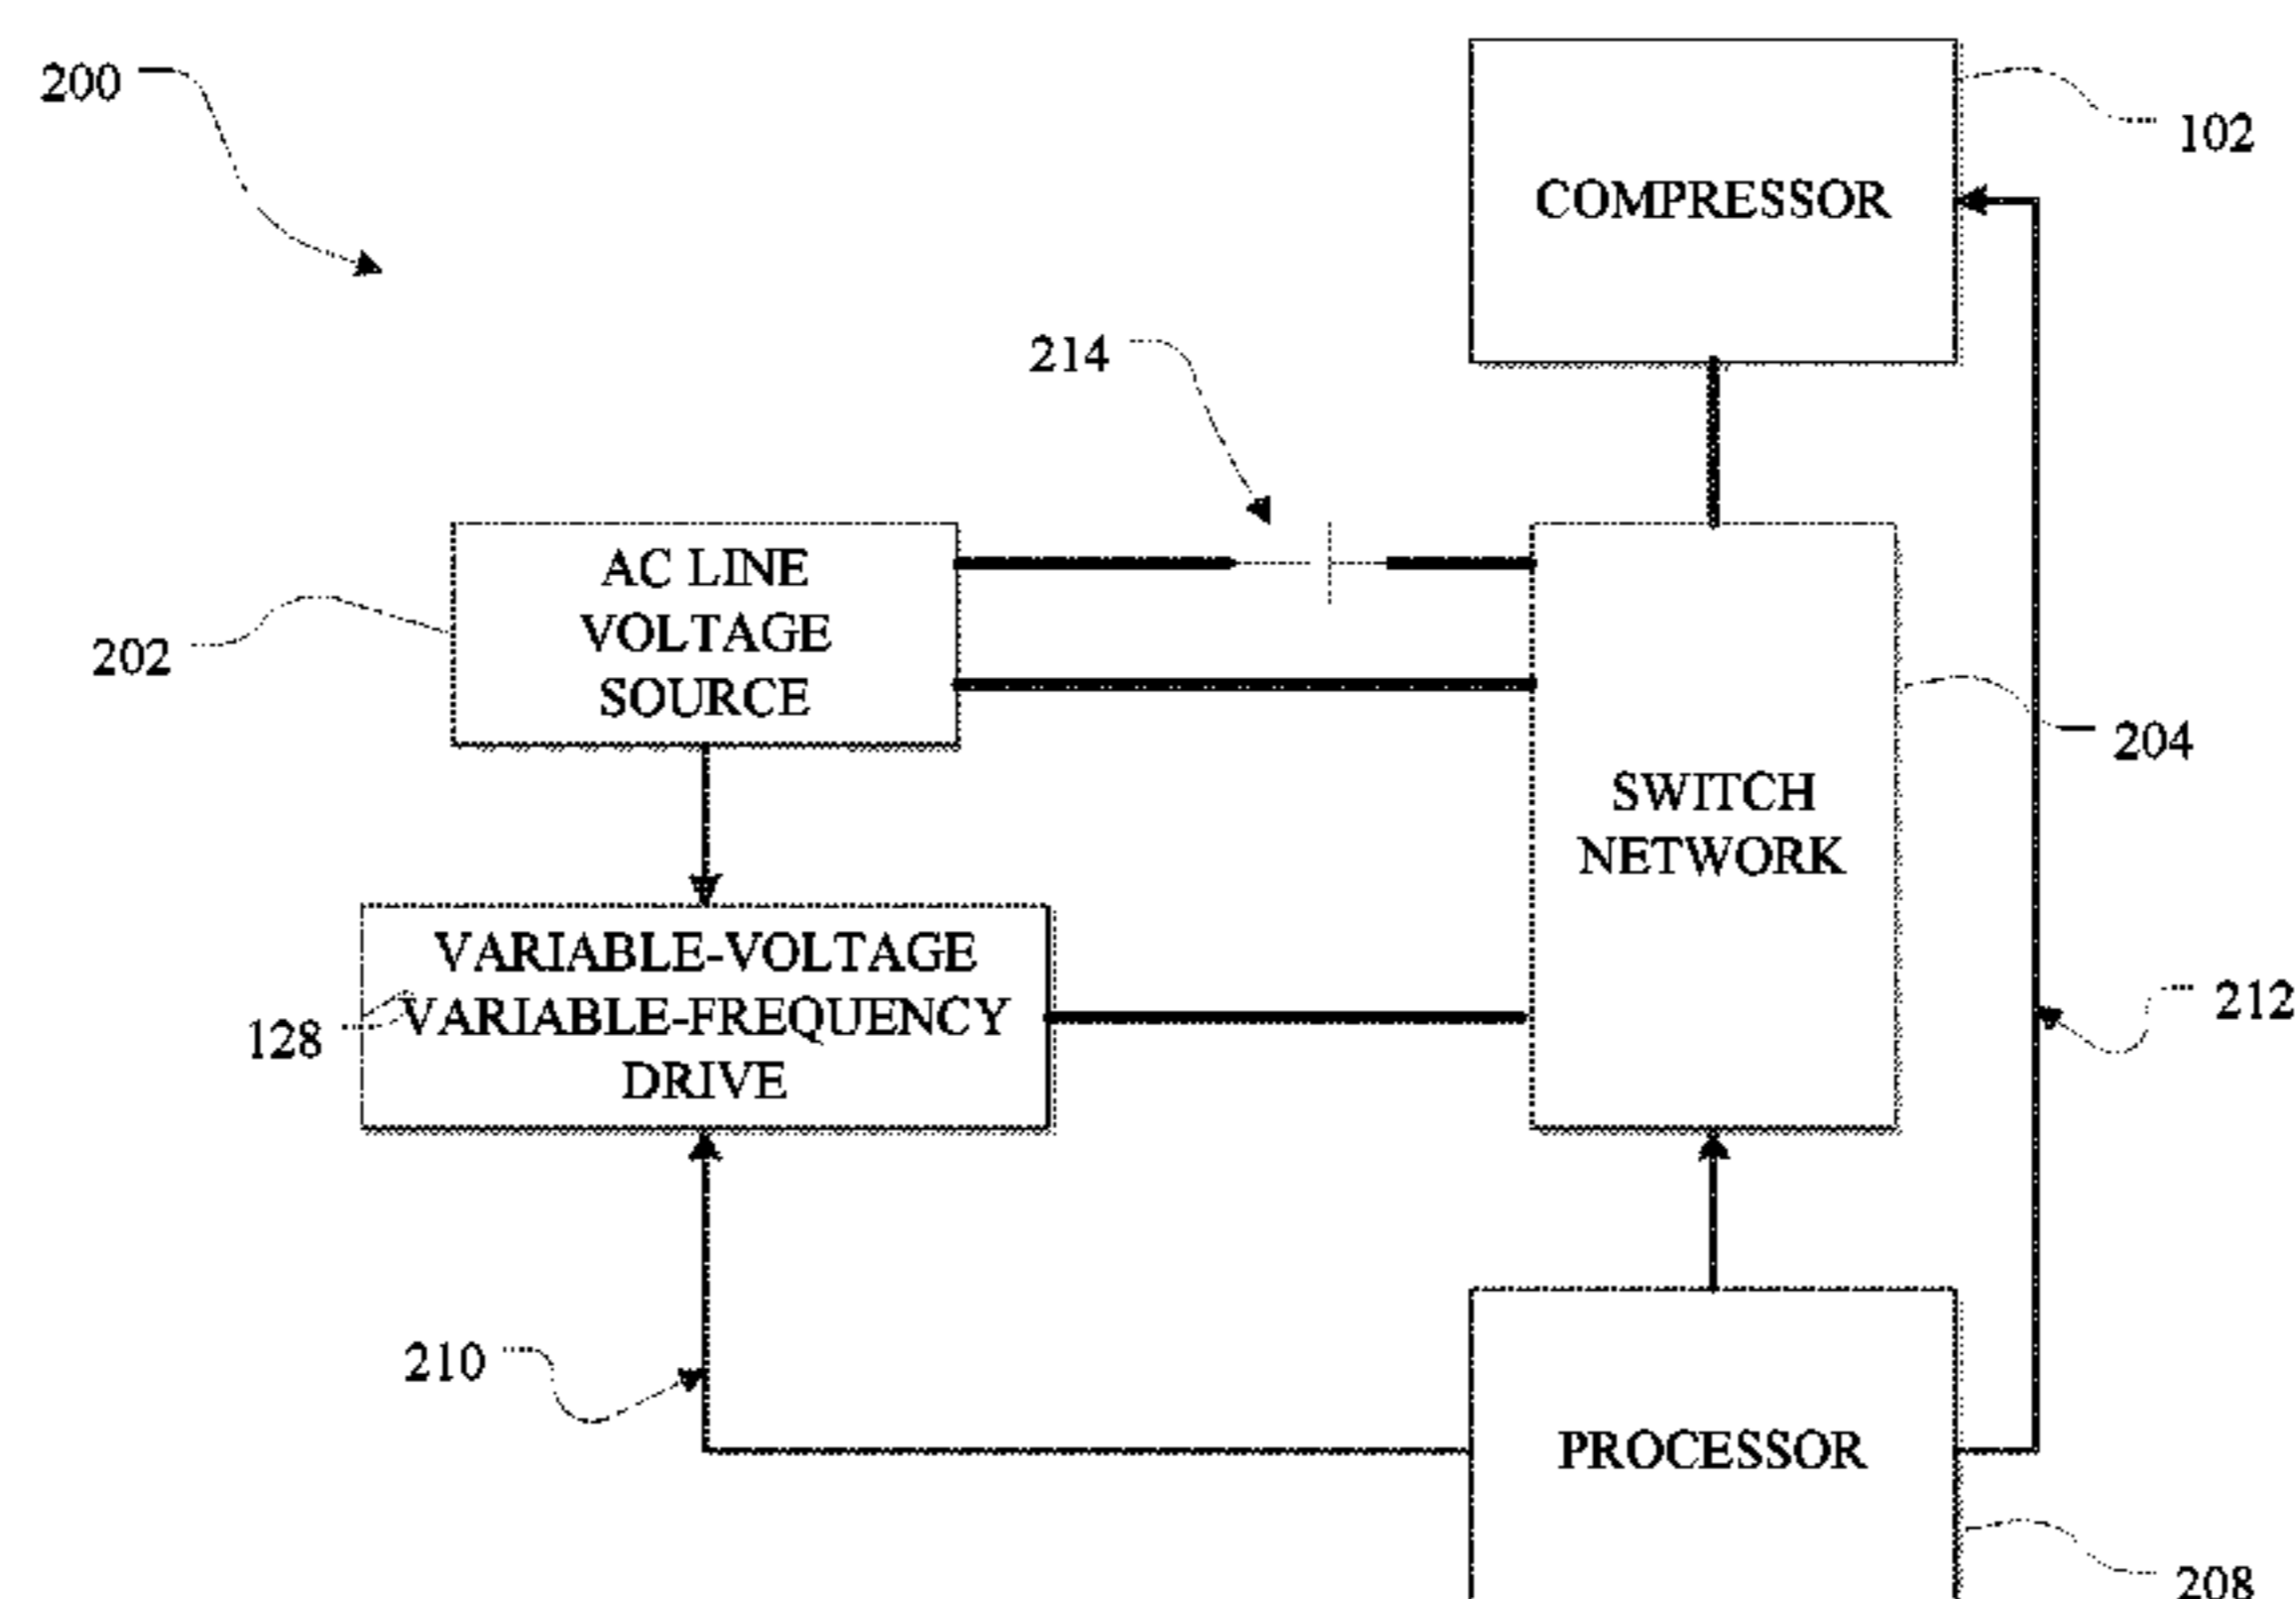 200
102
COMPRESSOR
214
AC LINE
VOLTAGE
SOURCE
202
204
SWITCH
NETWORK
VARIABLE-VOLTAGE
VARIABLE-FREQUENCY
DRIVE
128
212
210
PROCESSOR
208